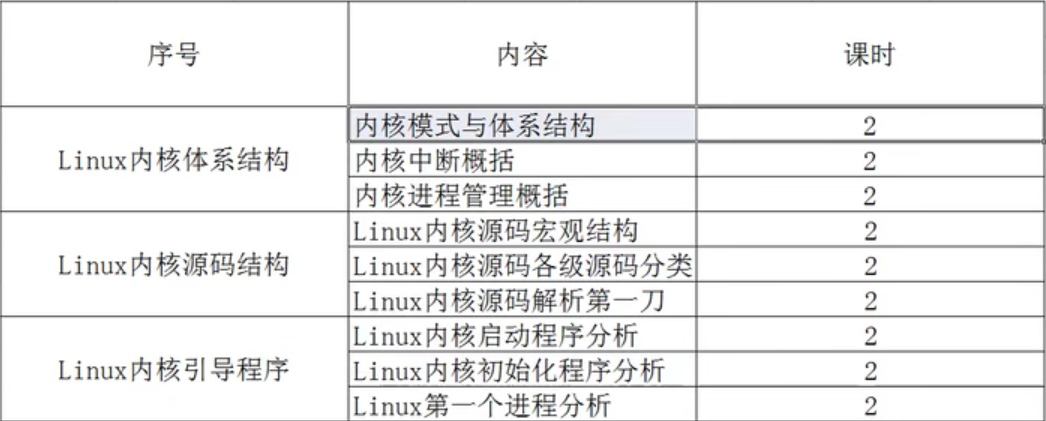 序号 内容 课时
Linux内核体系结构
内核模式与体系结构 2
内核中断概括 2
内核进程管理概括 2
Linux内核源码结构
Linux内核源码宏观结构 2
Linux内核源码各级源码分类 2
Linux内核源码解析第一刀 2
Linux内核引导程序
Linux内核启动程序分析 2
Linux内核初始化程序分析 2
Linux第一个进程分析 2